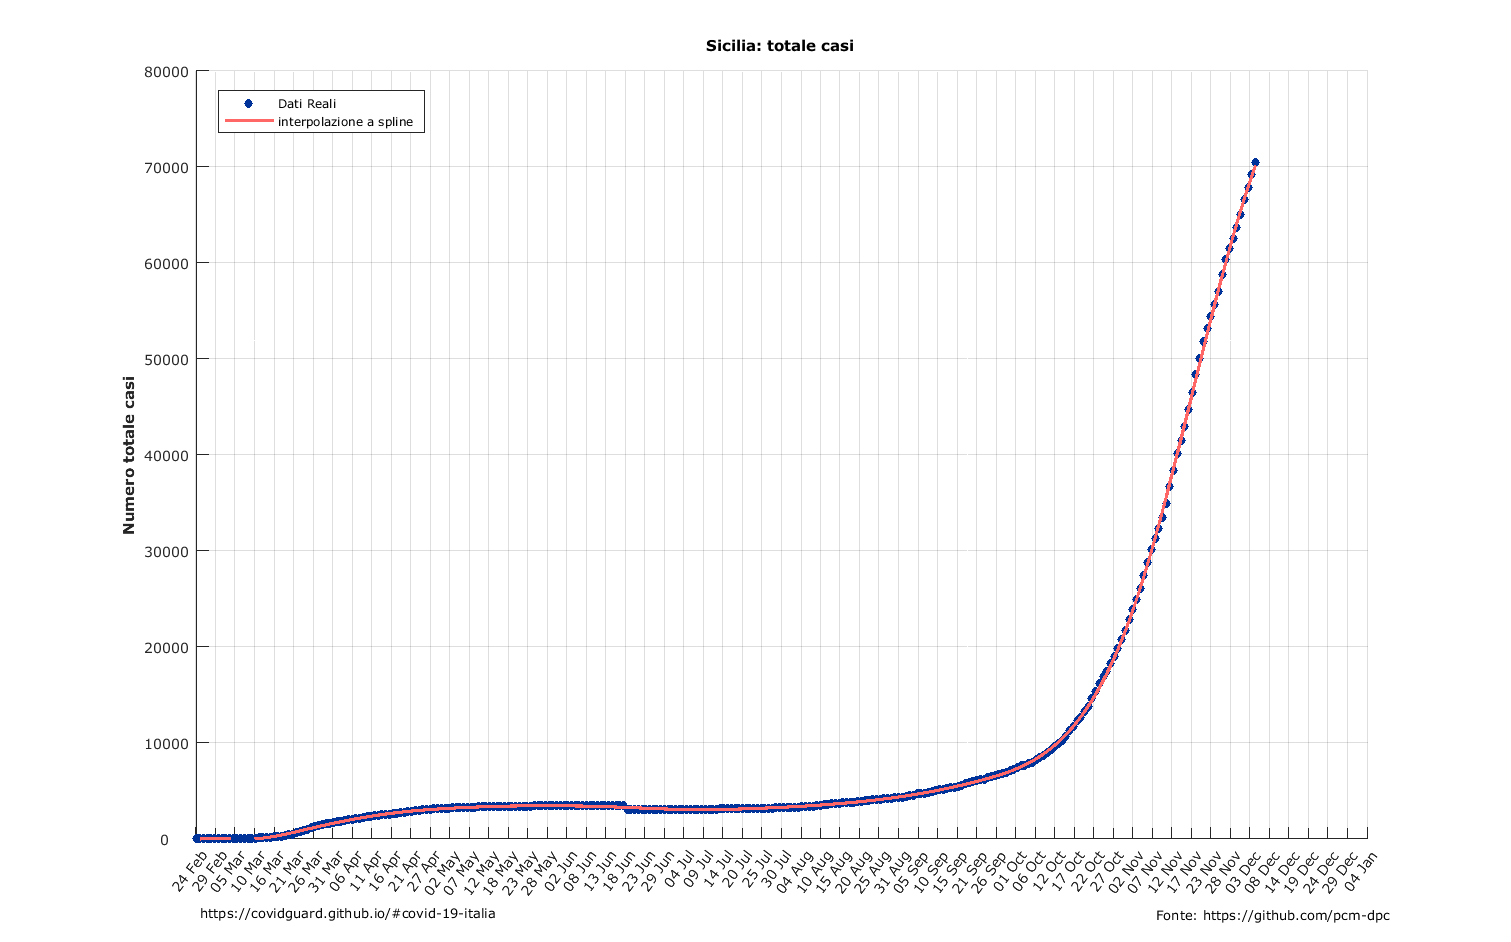 Sicilia: totale casi
Dati Reali
interpolazione a spline
Numero totale casi
80000
70000
60000
50000
40000
30000
20000
10000
0
24 Feb
29 Feb
05 Mar
10 Mar
16 Mar
21 Mar
26 Mar
31 Mar
06 Apr
11 Apr
16 Apr
21 Apr
27 Apr
02 May
07 May
12 May
18 May
23 May
28 May
02 Jun
08 Jun
13 Jun
18 Jun
23 Jun
29 Jun
04 Jul
09 Jul
14 Jul
20 Jul
25 Jul
30 Jul
04 Aug
10 Aug
15 Aug
20 Aug
25 Aug
31 Aug
05 Sep
10 Sep
15 Sep
21 Sep
26 Sep
01 Oct
06 Oct
12 Oct
17 Oct
22 Oct
27 Oct
02 Nov
07 Nov
12 Nov
17 Nov
23 Nov
28 Nov
03 Dec
08 Dec
14 Dec
19 Dec
24 Dec
29 Dec
04 Jan
https://covidguard.github.io/#covid-19-italia
Fonte: https://github.com/pcm-dpc